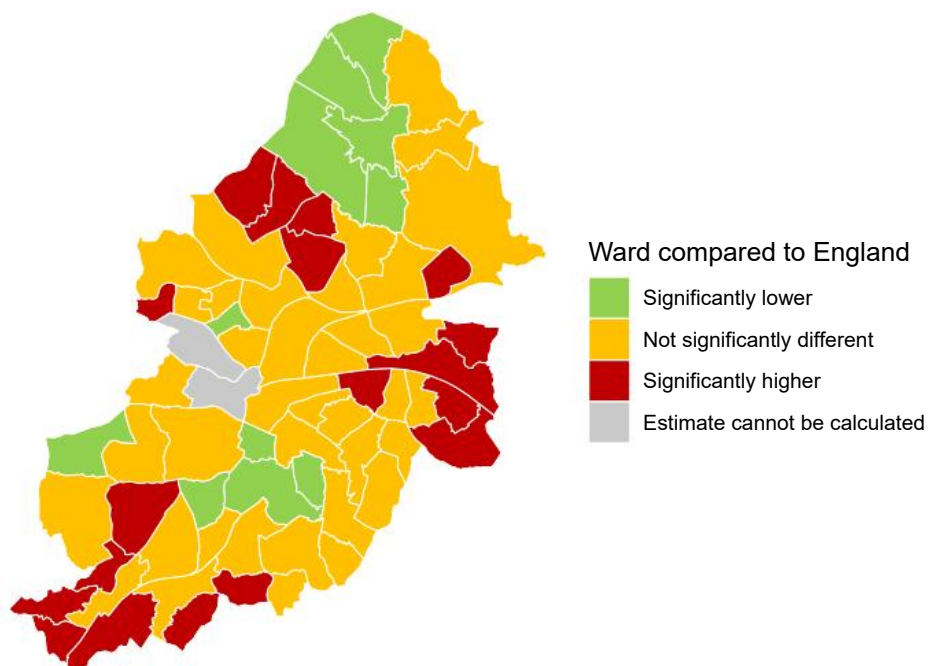 Ward compared to England
Significantly lower
Not significantly different
Significantly higher
Estimate cannot be calculated